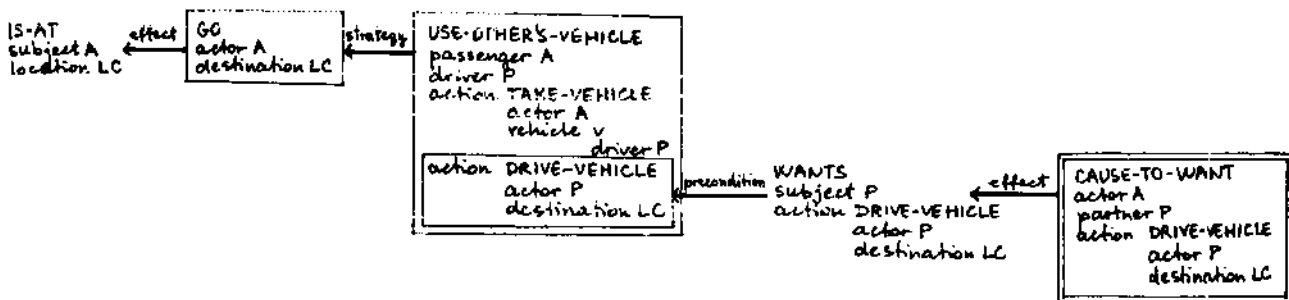 IS-AT
subject A
location LC
effect
GO
actor A
destination LC
strategy
USE-OTHER'S-VEHICLE
passenger A
driver P
action TAKE-VEHICLE
actor A
vehicle v
driver P
action DRIVE-VEHICLE
actor P
destination LC
precondition
WANTS
subject P
action DRIVE-VEHICLE
actor P
destination LC
effect
CAUSE-TO-WANT
actor A
partner P
action DRIVE-VEHICLE
actor P
destination LC